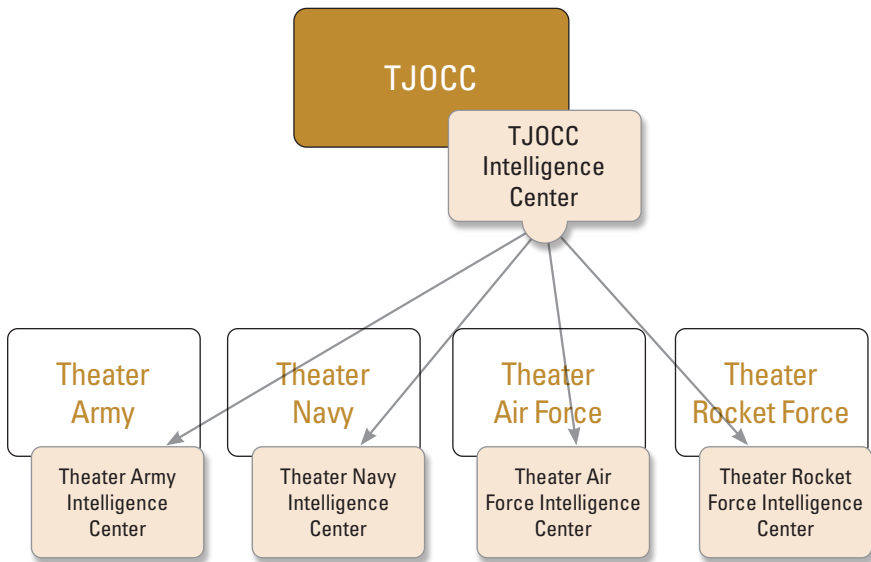 TJOCC
TJOCC
Intelligence
Center
Theater
Army
Theater
Navy
Theater
Air Force
Theater
Rocket Force
Theater Army
Intelligence
Center
Theater Navy
Intelligence
Center
Theater Air
Force Intelligence
Center
Theater Rocket
Force Intelligence
Center